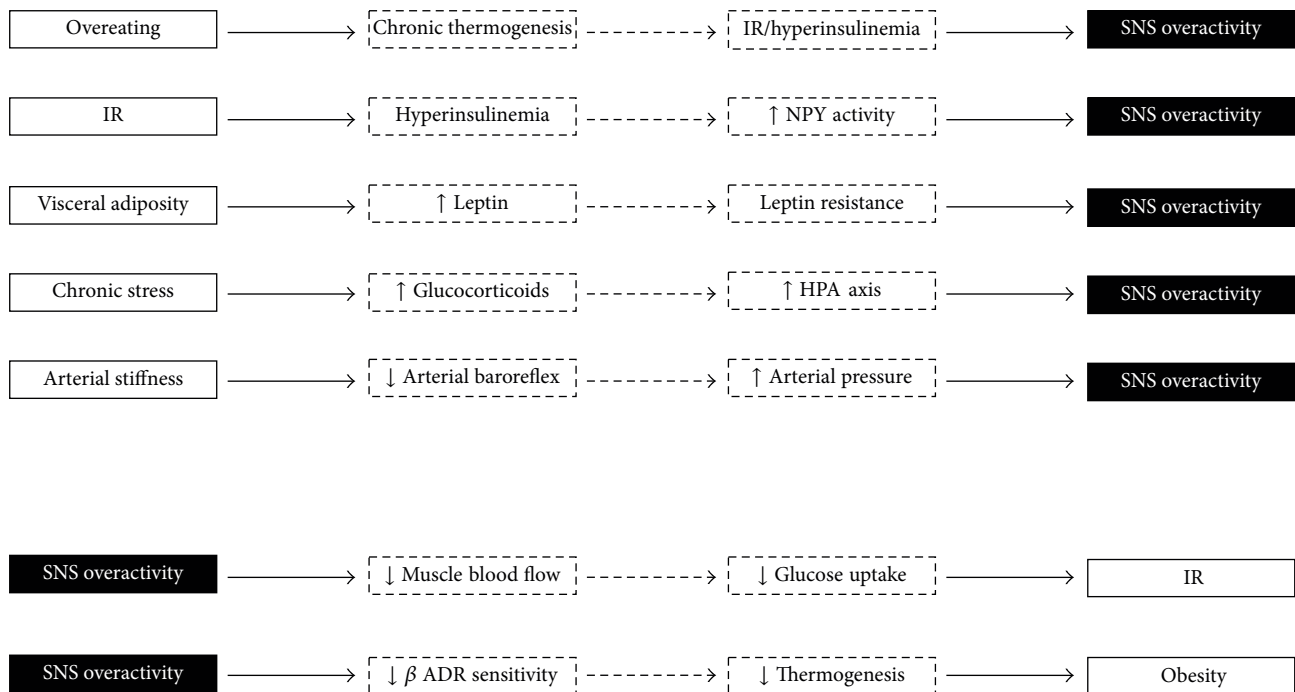 Overeating
Chronic thermogenesis
IR/hyperinsulinemia
SNS overactivity
IR
Hyperinsulinemia
↑ NPY activity
SNS overactivity
Visceral adiposity
↑ Leptin
Leptin resistance
SNS overactivity
Chronic stress
↑ Glucocorticoids
↑ HPA axis
SNS overactivity
Arterial stiffness
↓ Arterial baroreflex
↑ Arterial pressure
SNS overactivity
SNS overactivity
↓ Muscle blood flow
↓ Glucose uptake
IR
SNS overactivity
↓ β ADR sensitivity
↓ Thermogenesis
Obesity